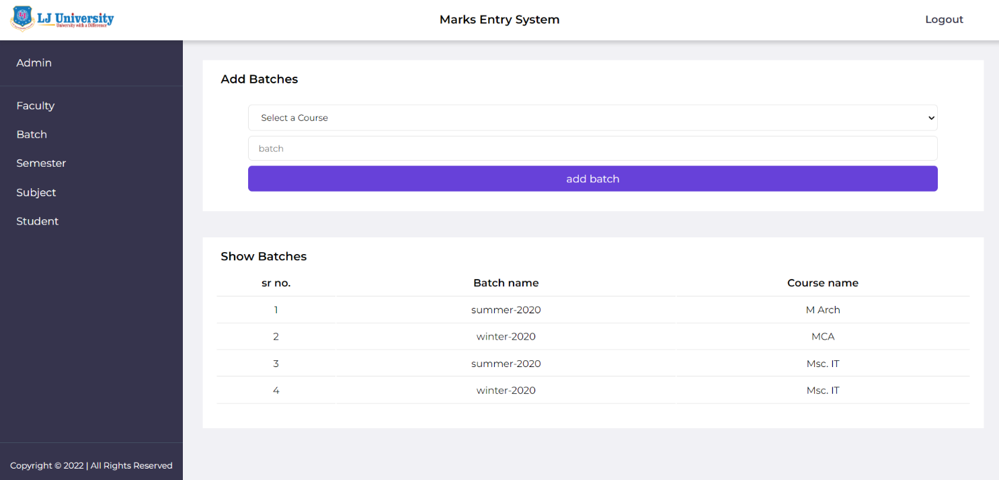 LJ University
University with a Difference
Marks Entry System
Logout
Admin
Faculty
Batch
Semester
Subject
Student
Copyright © 2022 | All Rights Reserved
Add Batches
Select a Course
batch
add batch
Show Batches
sr no. Batch name Course name
1 summer-2020 M Arch
2 winter-2020 MCA
3 summer-2020 Msc. IT
4 winter-2020 Msc. IT